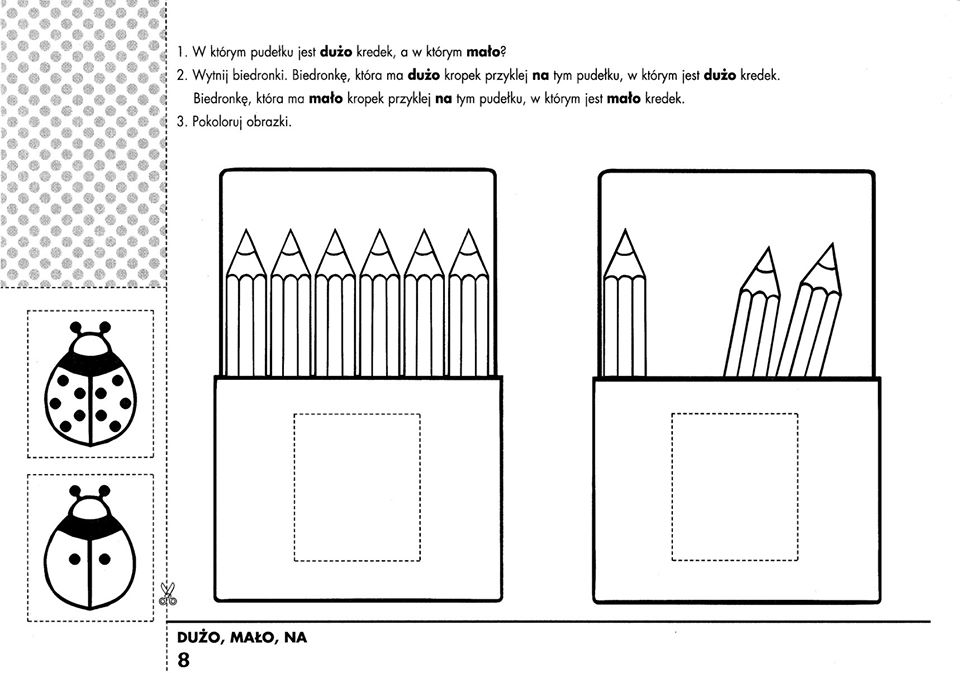 1. W którym pudełku jest dużo kredek, a w którym mało?
2. Wytnij biedronki. Biedronkę, która ma dużo kropek przyklej na tym pudełku, w którym jest dużo kredek.
Biedronkę, która ma mało kropek przyklej na tym pudełku, w którym jest mało kredek.
3. Pokoloruj obrazki.
DUŻO, MAŁO, NA
8